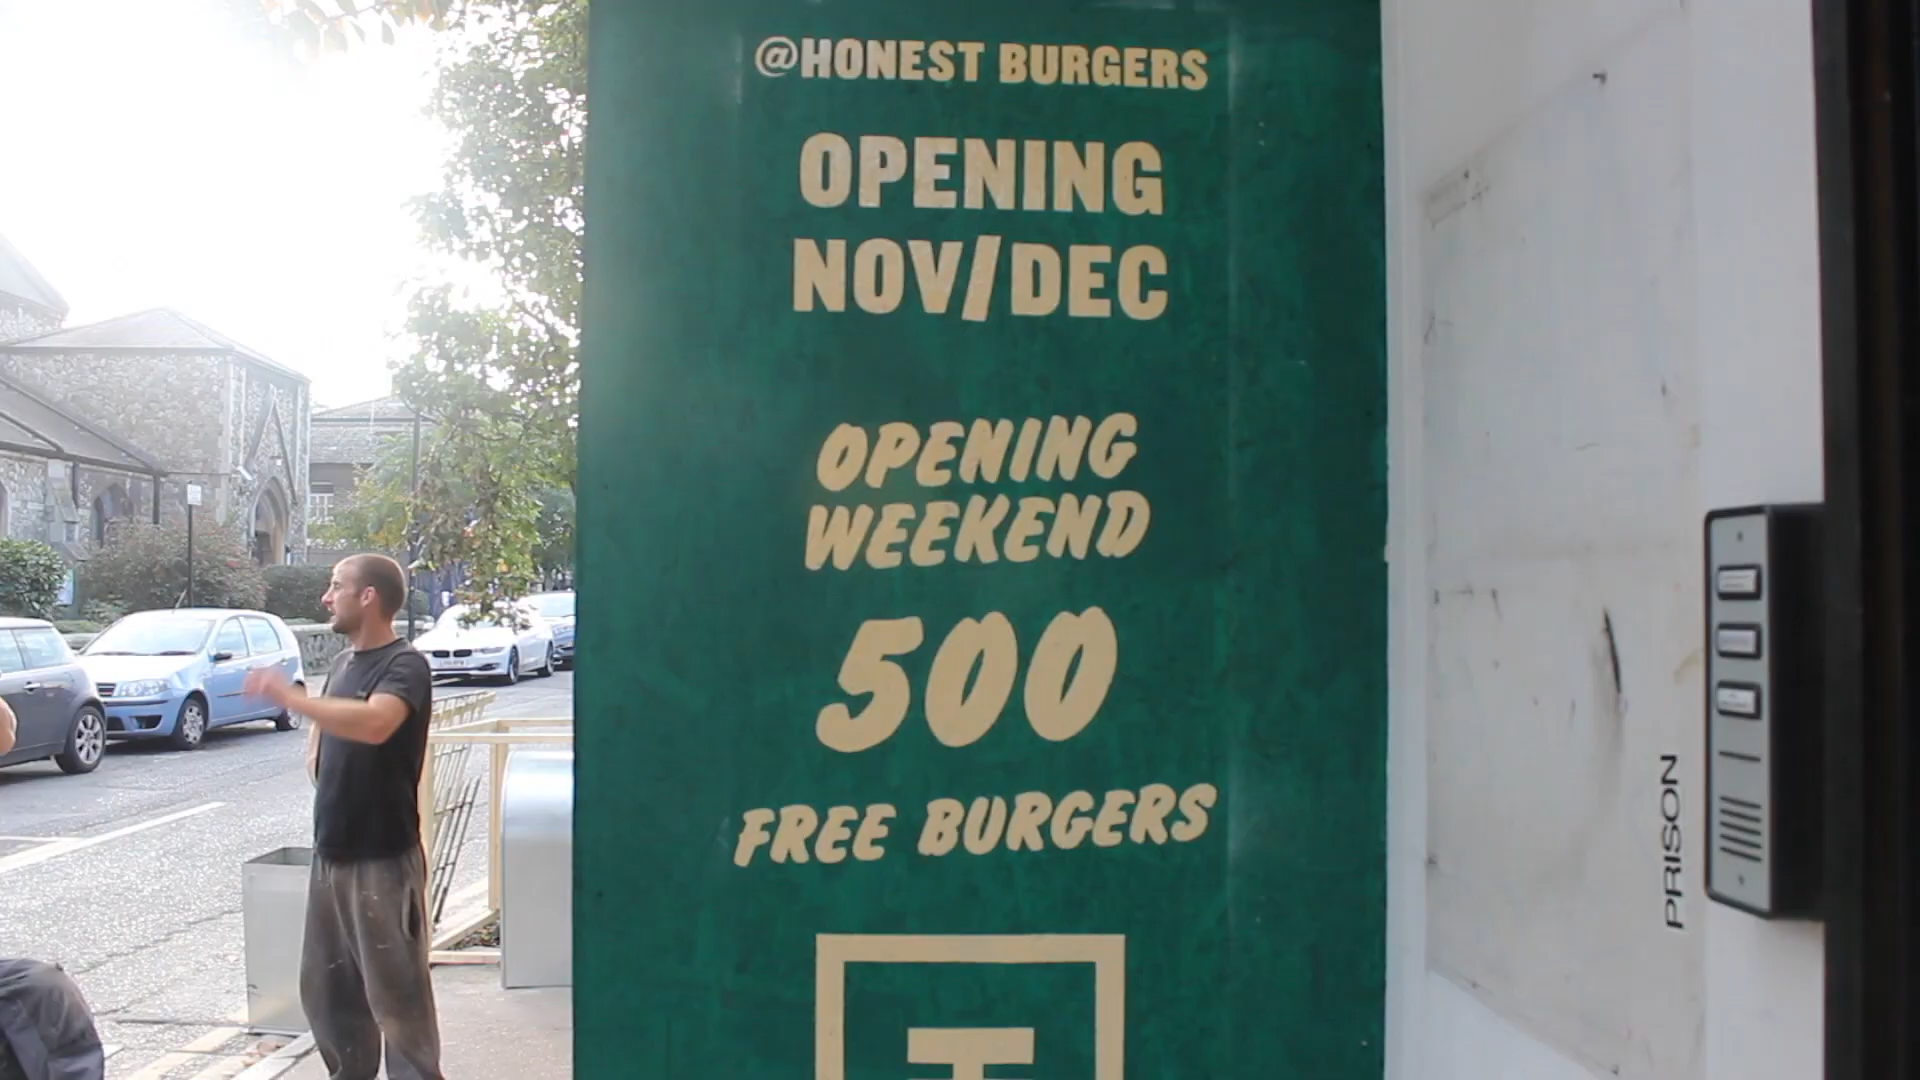 @HONEST BURGERS
OPENING
NOV/DEC
OPENING
WEEKEND
500
FREE BURGERS
PRISON